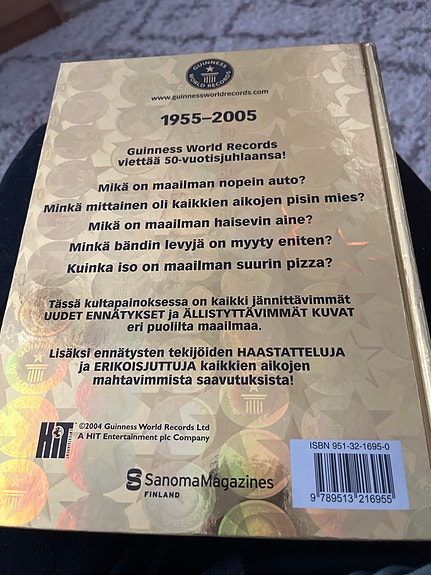 GUINNESS
WORLD RECORDS
www.guinnessworldrecords.com
1955–2005
Guinness World Records
viettää 50-vuotisjuhlaansa!
Mikä on maailman nopein auto?
Minkä mittainen oli kaikkien aikojen pisin mies?
Mikä on maailman haisevin aine?
Minkä bändin levyjä on myyty eniten?
Kuinka iso on maailman suurin pizza?
Tässä kultapainoksessa on kaikki jännittävimmät
UUDET ENNÄTYKSET ja ÄLLISTYTTÄVIMMÄT KUVAT
eri puolilta maailmaa.
Lisäksi ennätysten tekijöiden HAASTATTELUJA
ja ERIKOISJUTTUJA kaikkien aikojen
mahtavimmista saavutuksista!
HiT
ENTERTAINMENT
©2004 Guinness World Records Ltd
A HIT Entertainment plc Company
SanomaMagazines
FINLAND
ISBN 951-32-1695-0
9 789513 216955